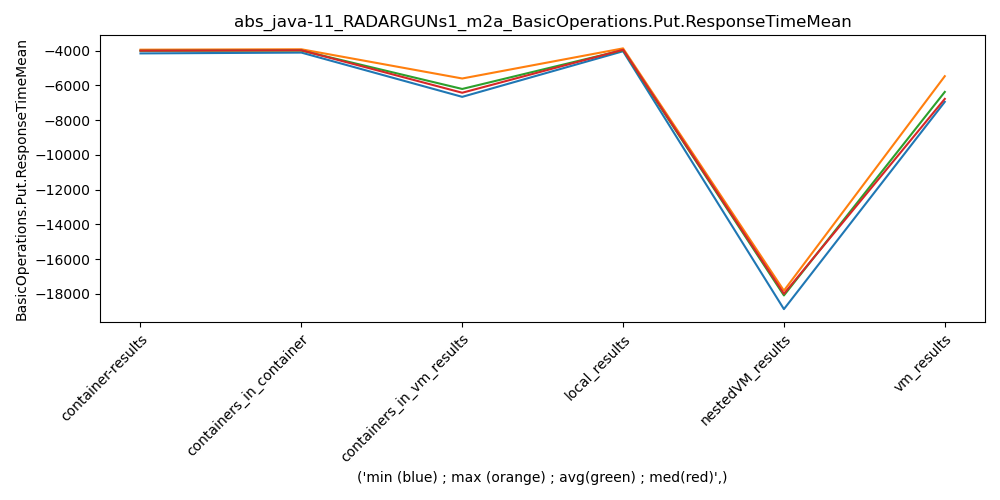 abs_java-11_RADARGUNs1_m2a_BasicOperations.Put.ResponseTimeMean
BasicOperations.Put.ResponseTimeMean
−4000
−6000
−8000
−10000
−12000
−14000
−16000
−18000
container-results
containers_in_container
containers_in_vm_results
local_results
nestedVM_results
vm_results
('min (blue) ; max (orange) ; avg(green) ; med(red)',)